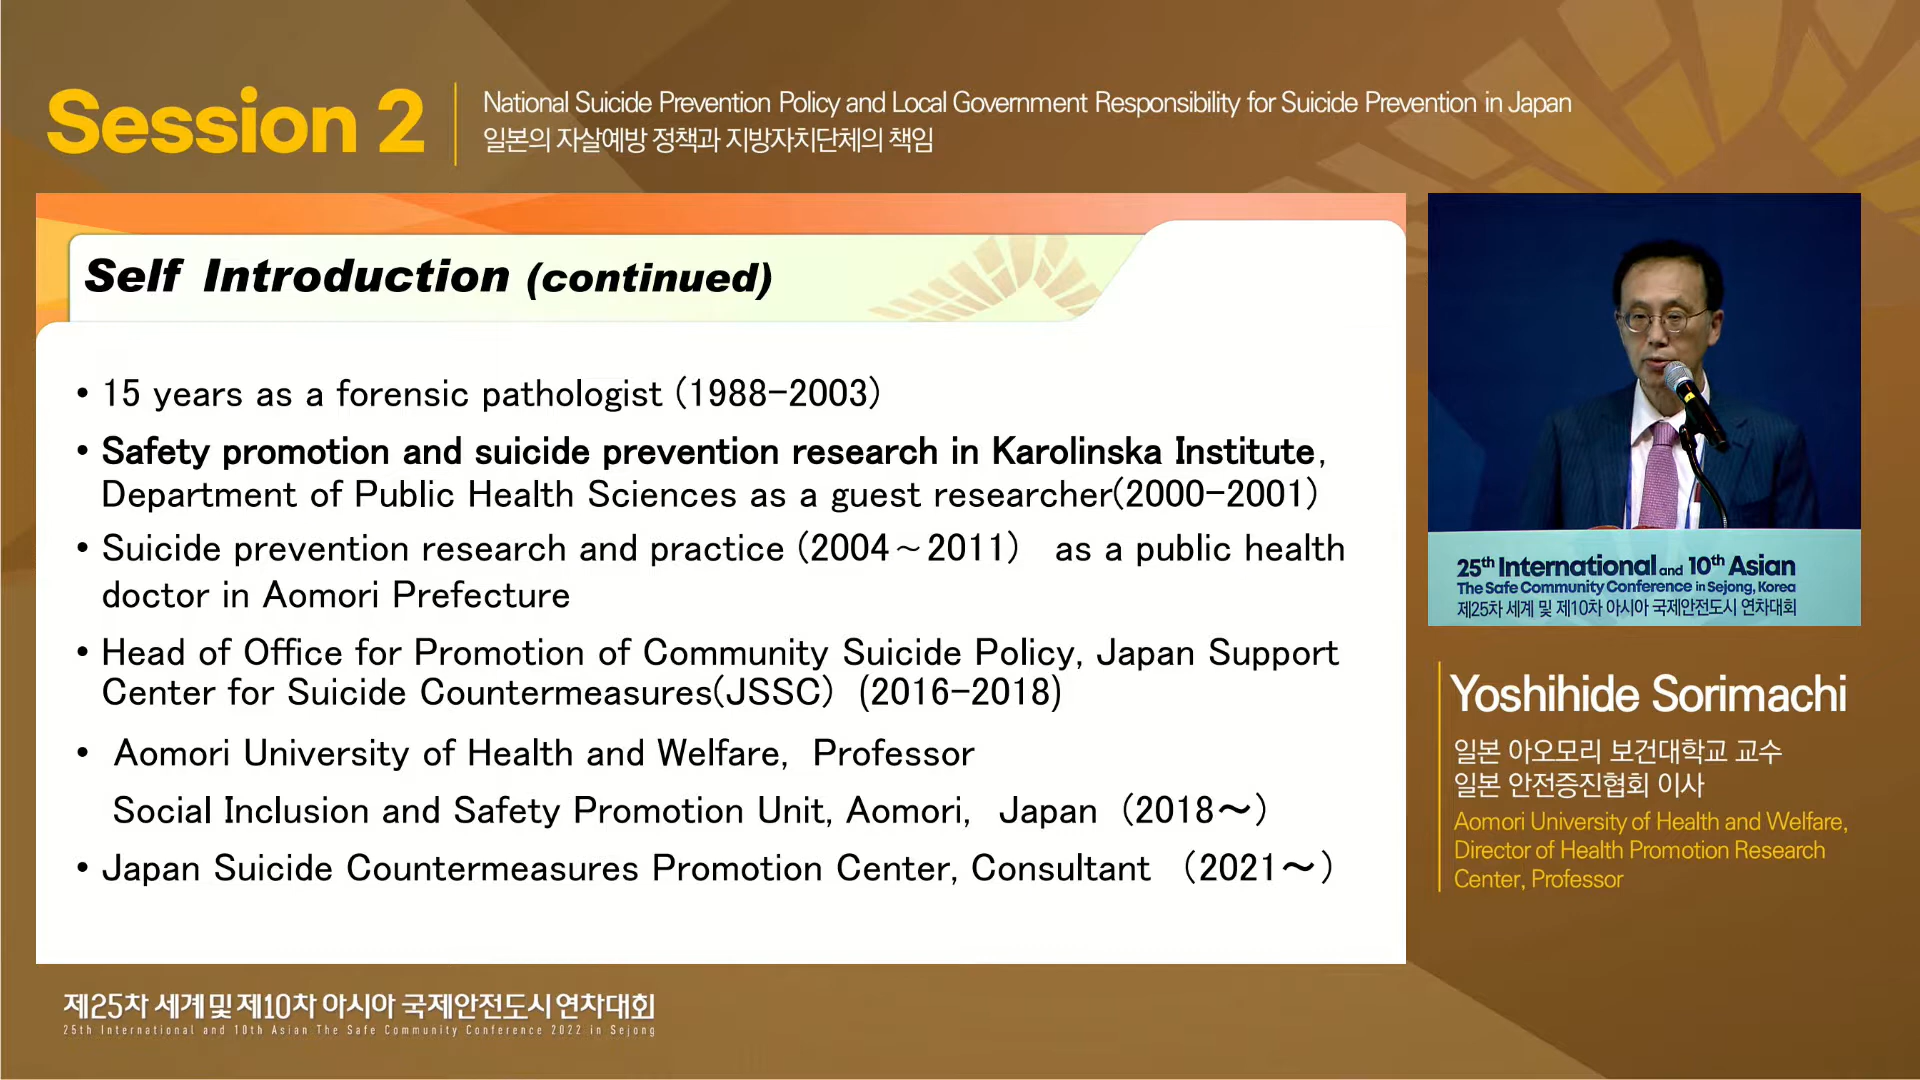 Session 2
National Suicide Prevention Policy and Local Government Responsibility for Suicide Prevention in Japan
일본의 자살예방 정책과 지방자치단체의 책임
Self Introduction (continued)
• 15 years as a forensic pathologist (1988-2003)
• Safety promotion and suicide prevention research in Karolinska Institute,
Department of Public Health Sciences as a guest researcher(2000-2001)
• Suicide prevention research and practice (2004～2011) as a public health
doctor in Aomori Prefecture
• Head of Office for Promotion of Community Suicide Policy, Japan Support
Center for Suicide Countermeasures(JSSC) (2016-2018)
• Aomori University of Health and Welfare, Professor
Social Inclusion and Safety Promotion Unit, Aomori, Japan (2018～)
• Japan Suicide Countermeasures Promotion Center, Consultant (2021～)
25th International and 10th Asian
The Safe Community Conference in Sejong, Korea
제25차 세계 및 제10차 아시아 국제안전도시 연차대회
Yoshihide Sorimachi
일본 아오모리 보건대학교 교수
일본 안전증진협회 이사
Aomori University of Health and Welfare,
Director of Health Promotion Research
Center, Professor
제25차 세계 및 제10차 아시아 국제안전도시 연차대회
25th International and 10th Asian The Safe Community Conference 2022 in Sejong